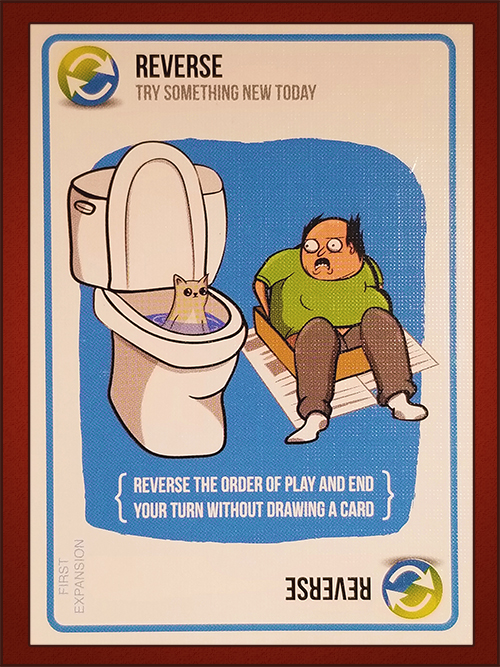 REVERSE
TRY SOMETHING NEW TODAY
{ REVERSE THE ORDER OF PLAY AND END
YOUR TURN WITHOUT DRAWING A CARD }
FIRST
EXPANSION
REVERSE